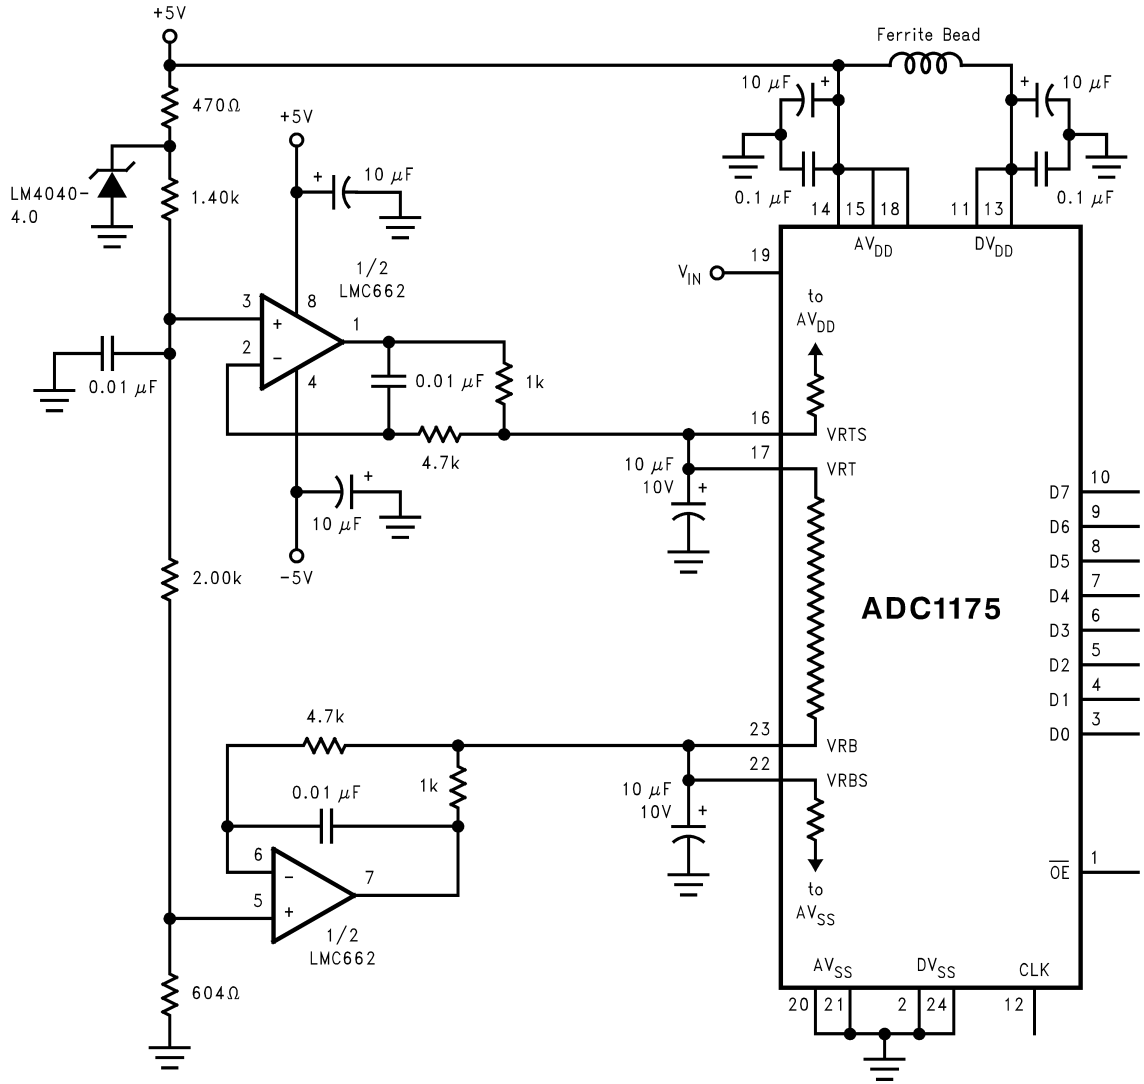 +5V
470Ω
LM4040-
4.0
1.40k
+5V
+
10 μF
1/2
LMC662
3
+
8
1
2
−
4
0.01 μF
0.01 μF
1k
4.7k
+
10 μF
-5V
2.00k
4.7k
1k
0.01 μF
6
−
7
5
+
1/2
LMC662
604Ω
Ferrite Bead
10 μF
+
+
10 μF
0.1 μF
0.1 μF
14
15
18
11
13
AVDD
DVDD
19
VIN
to
AVDD
16
VRTS
17
VRT
10 μF
10V
+
ADC1175
D7
10
D6
9
D5
8
D4
7
D3
6
D2
5
D1
4
D0
3
23
VRB
22
VRBS
10 μF
10V
+
to
AVSS
OE
1
AVSS
DVSS
CLK
20
21
2
24
12